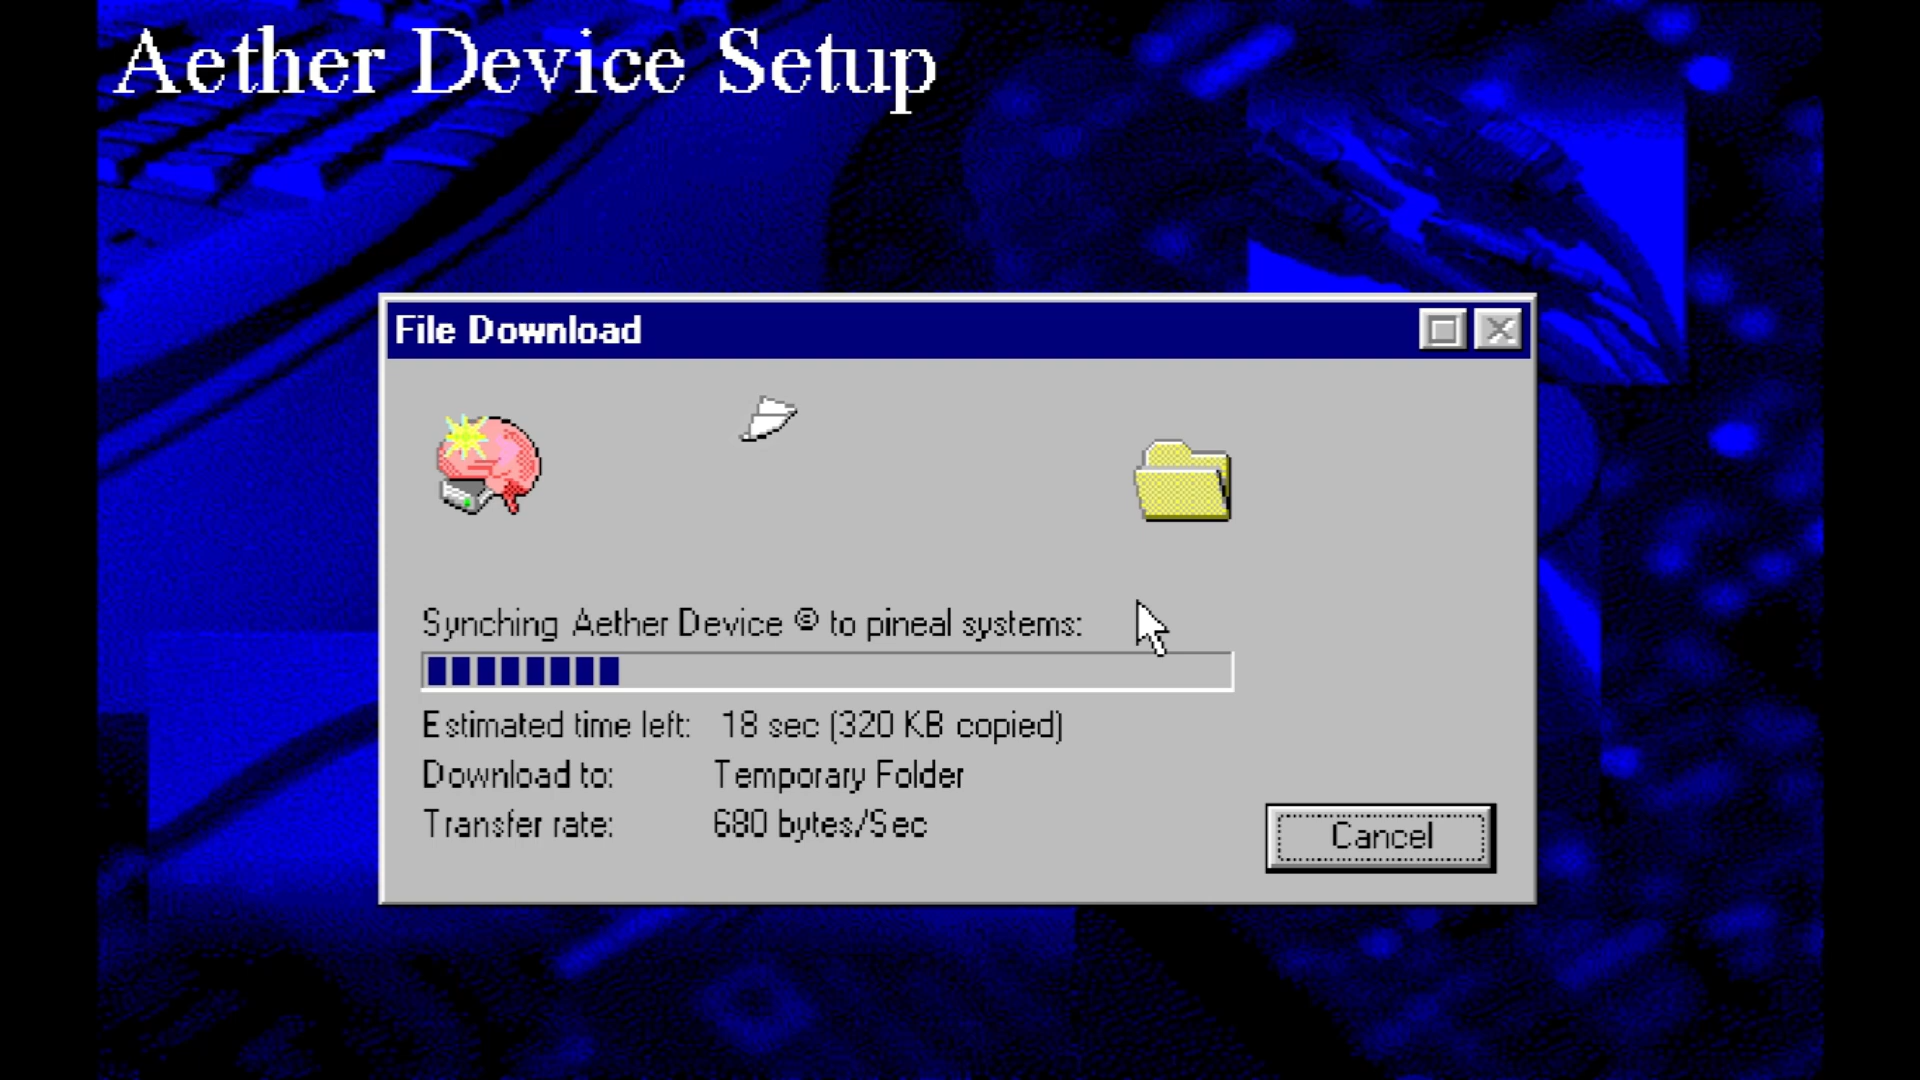 Aether Device Setup
File Download
Synching Aether Device © to pineal systems:
Estimated time left: 18 sec (320 KB copied)
Download to: Temporary Folder
Transfer rate: 680 bytes/Sec
Cancel